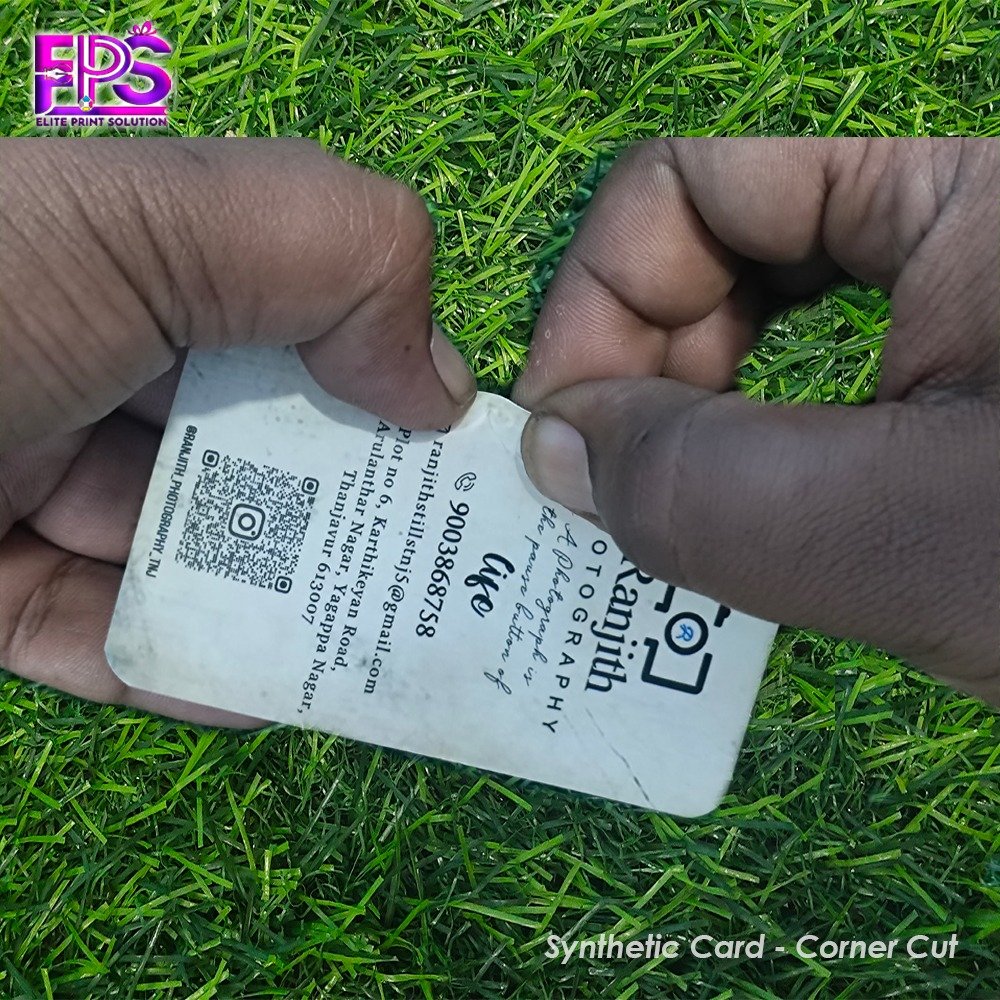 EPS
ELITE PRINT SOLUTION
R
Ranjith
OTOGRAPHY
A photograph is
the pause button of
life
9003868758
ranjithstillstnj5@gmail.com
Plot no 6, Karthikeyan Road,
Arulanthar Nagar, Yagappa Nagar,
Thanjavur 613007
@RANJITH_PHOTOGRAPHY_TNJ
Synthetic Card - Corner Cut